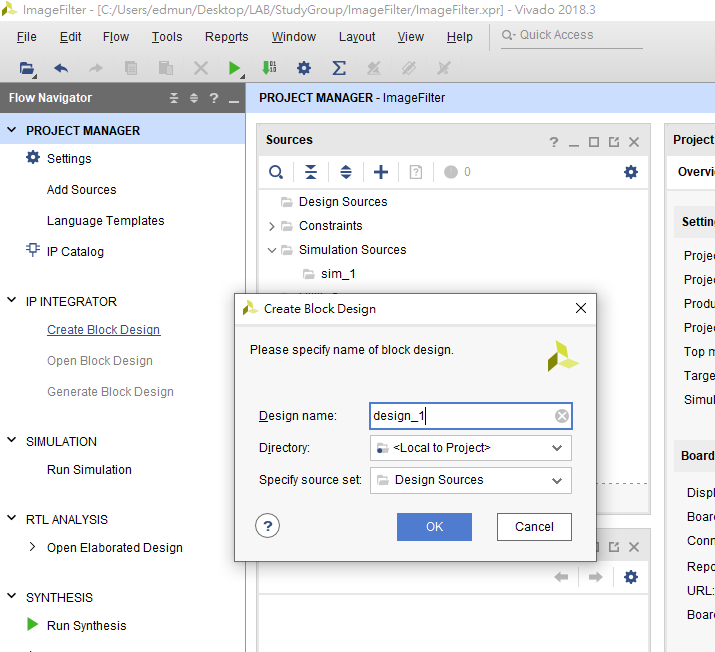 ImageFilter - [C:/Users/edmun/Desktop/LAB/StudyGroup/ImageFilter/ImageFilter.xpr] - Vivado 2018.3
File Edit Flow Tools Reports Window Layout View Help Quick Access
Flow Navigator
PROJECT MANAGER - ImageFilter
PROJECT MANAGER
Settings
Add Sources
Language Templates
IP Catalog
IP INTEGRATOR
Create Block Design
Open Block Design
Generate Block Design
SIMULATION
Run Simulation
RTL ANALYSIS
Open Elaborated Design
SYNTHESIS
Run Synthesis
Sources
0
Design Sources
Constraints
Simulation Sources
sim_1
Create Block Design
Please specify name of block design.
Design name: design_1
Directory: <Local to Project>
Specify source set: Design Sources
?
OK
Cancel
Project
Overvi
Settin
Projec
Projec
Produ
Projec
Top m
Targe
Simul
Board
Displ
Boar
Conn
Repo
URL:
Boar